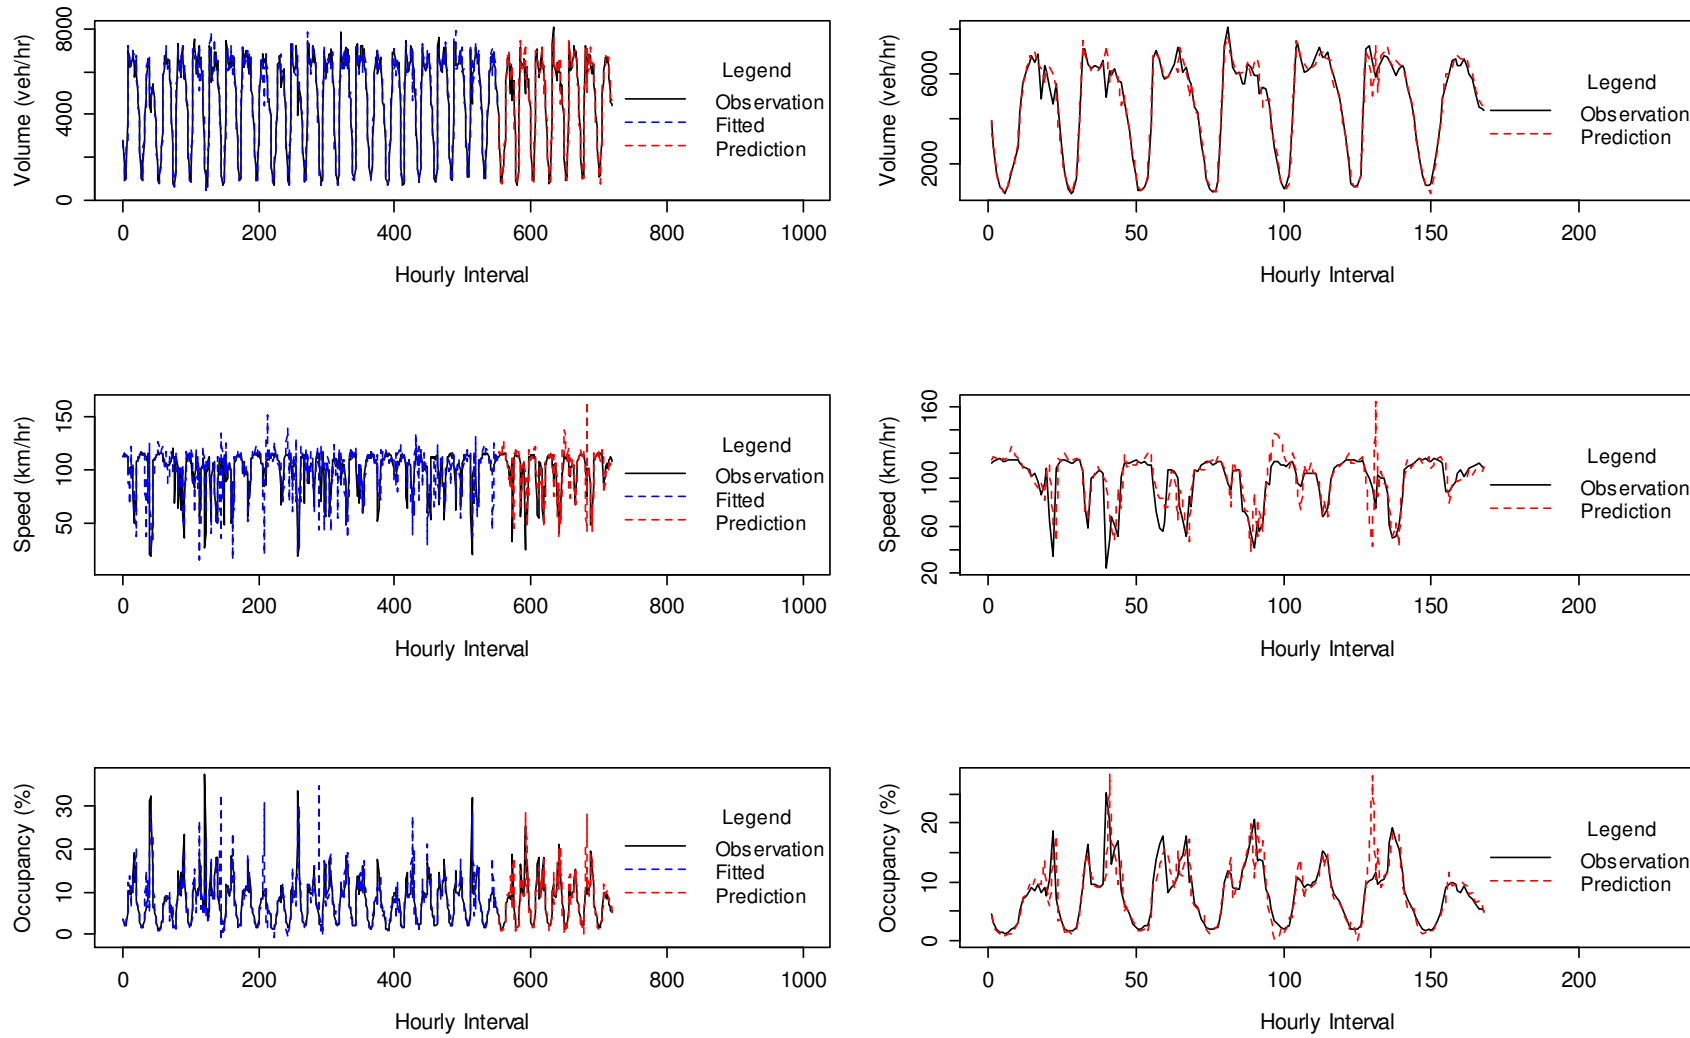 Volume (veh/hr)
0
4000
8000
0
200
400
600
800
1000
Hourly Interval
Legend
Observation
Fitted
Prediction
Volume (veh/hr)
2000
6000
0
50
100
150
200
Hourly Interval
Legend
Observation
Prediction
Speed (km/hr)
50
100
150
0
200
400
600
800
1000
Hourly Interval
Legend
Observation
Fitted
Prediction
Speed (km/hr)
20
60
100
160
0
50
100
150
200
Hourly Interval
Legend
Observation
Prediction
Occupancy (%)
0
10
20
30
0
200
400
600
800
1000
Hourly Interval
Legend
Observation
Fitted
Prediction
Occupancy (%)
0
10
20
0
50
100
150
200
Hourly Interval
Legend
Observation
Prediction